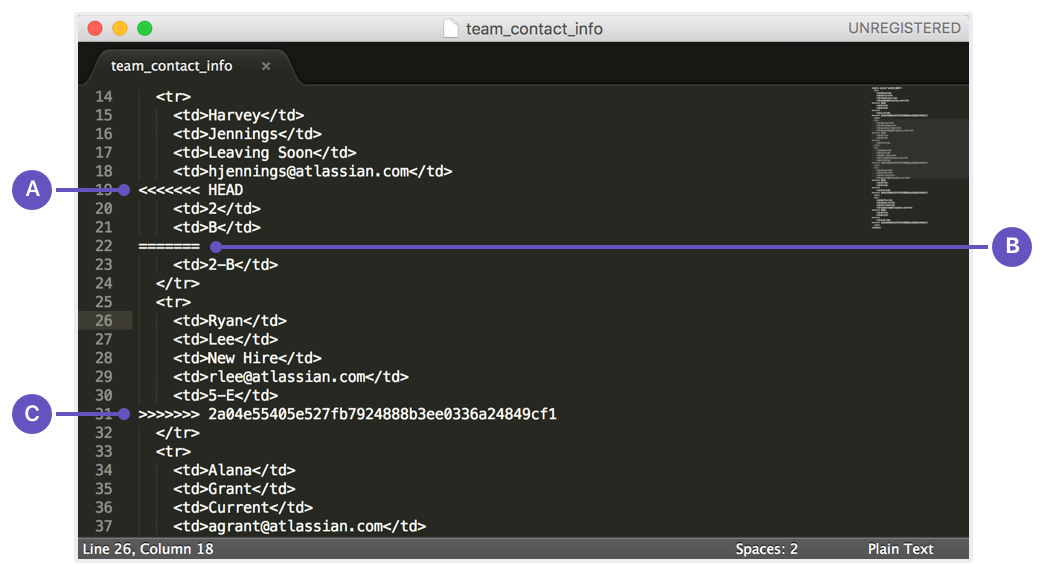 team_contact_info
UNREGISTERED
team_contact_info ×
14 <tr>
15 <td>Harvey</td>
16 <td>Jennings</td>
17 <td>Leaving Soon</td>
18 <td>hjennings@atlassian.com</td>
A 19 <<<<<<< HEAD
20 <td>2</td>
21 <td>B</td>
22 ======= B
23 <td>2-B</td>
24 </tr>
25 <tr>
26 <td>Ryan</td>
27 <td>Lee</td>
28 <td>New Hire</td>
29 <td>rlee@atlassian.com</td>
30 <td>5-E</td>
C 31 >>>>>>> 2a04e55405e527fb7924888b3ee0336a24849cf1
32 </tr>
33 <tr>
34 <td>Alana</td>
35 <td>Grant</td>
36 <td>Current</td>
37 <td>agrant@atlassian.com</td>
Line 26, Column 18 Spaces: 2 Plain Text